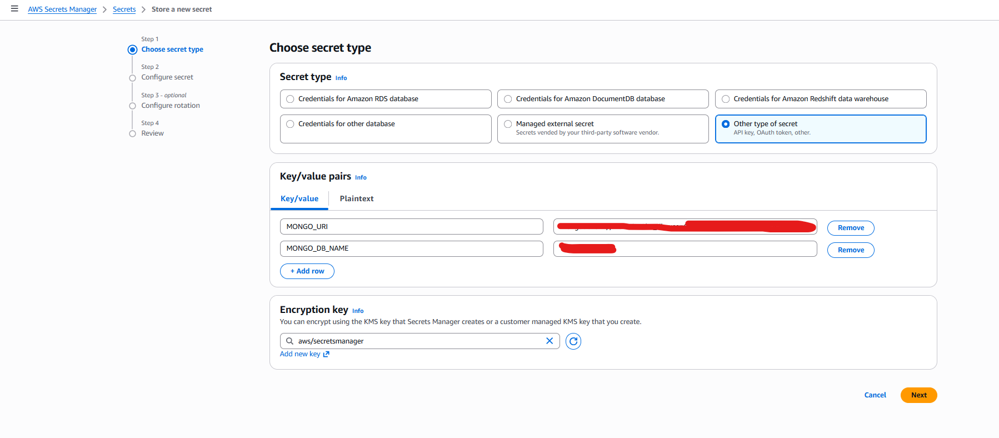 AWS Secrets Manager > Secrets > Store a new secret
Step 1
Choose secret type
Step 2
Configure secret
Step 3 - optional
Configure rotation
Step 4
Review
Choose secret type
Secret type Info
Credentials for Amazon RDS database
Credentials for Amazon DocumentDB database
Credentials for Amazon Redshift data warehouse
Credentials for other database
Managed external secret
Secrets vended by your third-party software vendor.
Other type of secret
API key, OAuth token, other.
Key/value pairs Info
Key/value Plaintext
MONGO_URI
Remove
MONGO_DB_NAME
Remove
+ Add row
Encryption key Info
You can encrypt using the KMS key that Secrets Manager creates or a customer managed KMS key that you create.
aws/secretsmanager
Add new key
Cancel Next